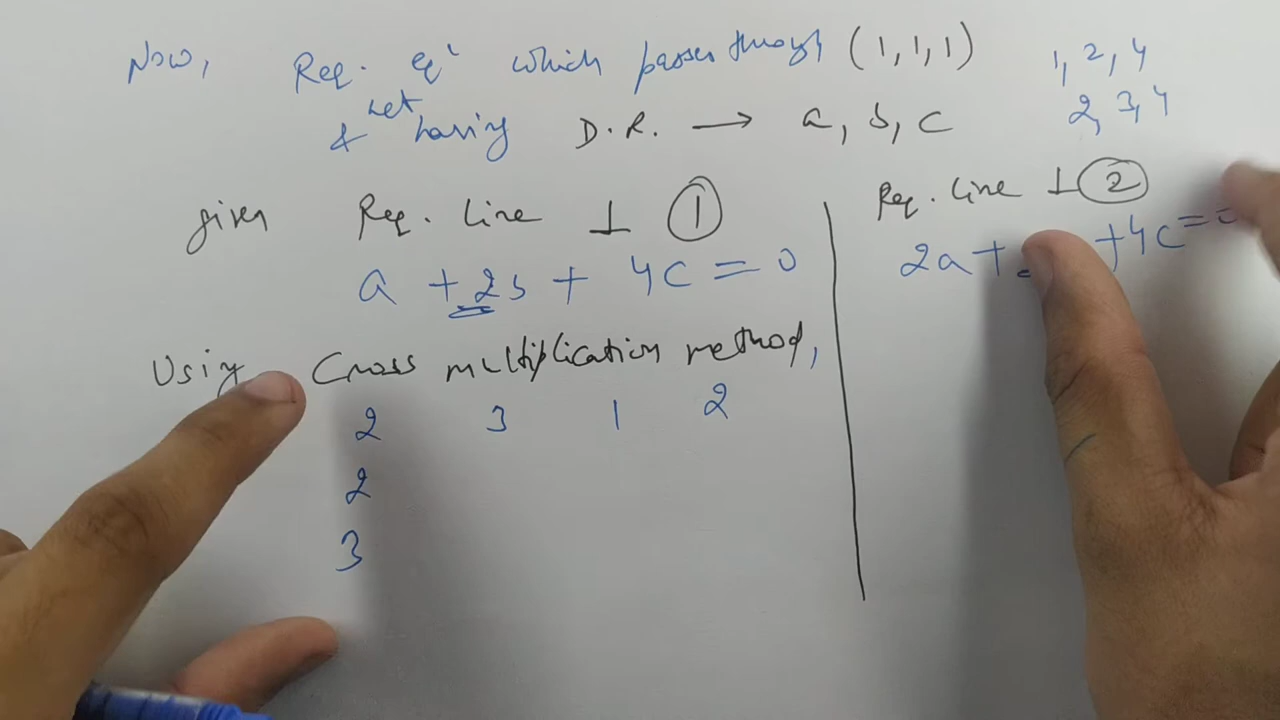 Now, Req. eqⁿ which passes through (1, 1, 1)
1, 2, 4
& let having D.R. → a, b, c
2, 3, 4
given Req. line ⊥ ①
Req. line ⊥ ②
a + 2b + 4c = 0
2a + + 4c = 0
Using Cross multiplication method,
2 3 1 2
2
3